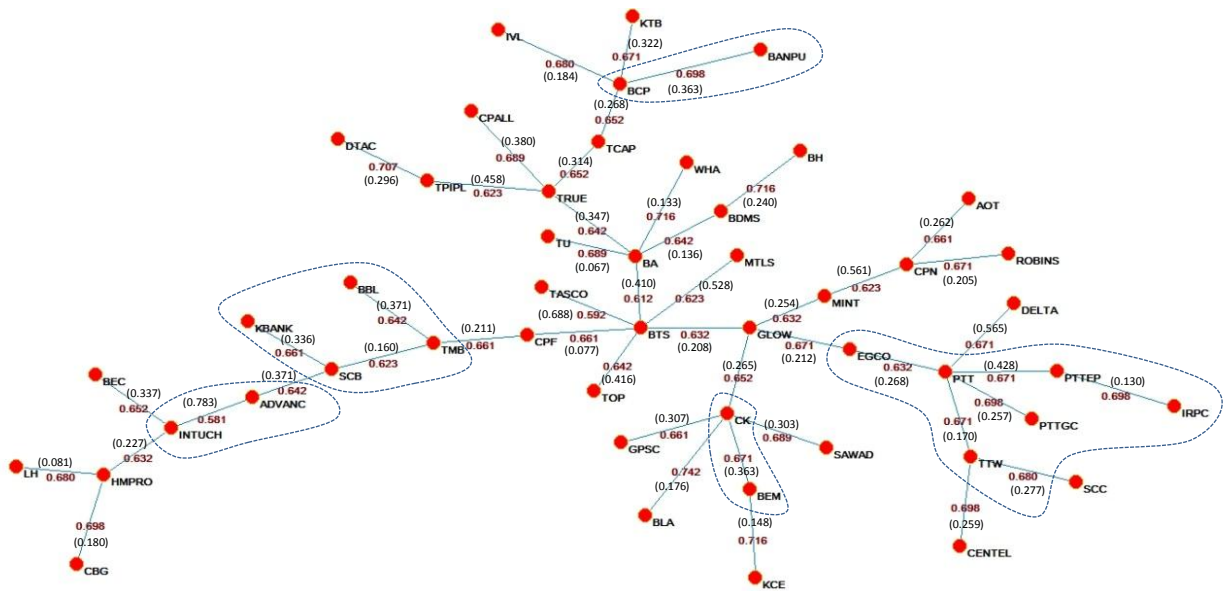 KTB
IVL
(0.322)
0.671
BANPU
0.680
(0.184)
0.698
(0.363)
BCP
(0.268)
0.652
CPALL
DTAC
(0.380)
0.689
TCAP
0.707
(0.296)
(0.314)
0.652
WHA
BH
TPIPL
(0.458)
0.623
TRUE
0.716
(0.240)
(0.133)
0.716
BDMS
AOT
(0.347)
0.642
(0.262)
0.661
TU
0.689
(0.067)
0.642
(0.136)
BA
MTLS
CPN
0.671
(0.205)
ROBINS
BBL
TASCO
(0.410)
0.612
(0.528)
0.623
(0.561)
0.623
MINT
DELTA
(0.371)
0.642
(0.688)
0.592
(0.254)
0.632
(0.565)
0.671
KBANK
(0.336)
0.661
(0.211)
0.661
TMB
CPF
0.661
(0.077)
BTS
0.632
(0.208)
GLOW
0.671
(0.212)
EGCO
0.632
(0.268)
(0.160)
0.623
SCB
0.642
(0.416)
TOP
(0.265)
0.652
PTT
(0.428)
0.671
PTTEP
(0.130)
0.698
IRPC
BEC
(0.337)
0.652
(0.371)
0.642
ADVANC
(0.783)
0.581
INTUCH
0.698
(0.257)
PTTGC
0.671
(0.170)
CK
(0.307)
0.661
GPSC
(0.303)
0.689
SAWAD
(0.227)
0.632
0.671
(0.363)
TTW
0.680
(0.277)
SCC
LH
(0.081)
0.680
HMPRO
0.742
(0.176)
BEM
BLA
0.698
(0.180)
CBG
(0.148)
0.716
KCE
0.698
(0.259)
CENTEL